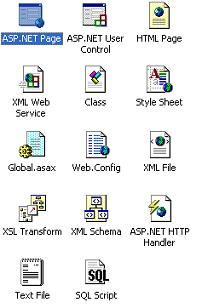 ASP.NET Page
ASP.NET User
Control
HTML Page
XML Web
Service
Class
Style Sheet
Global.asax
Web.Config
XML File
XSL Transform
XML Schema
ASP.NET HTTP
Handler
Text File
SQL
SQL Script